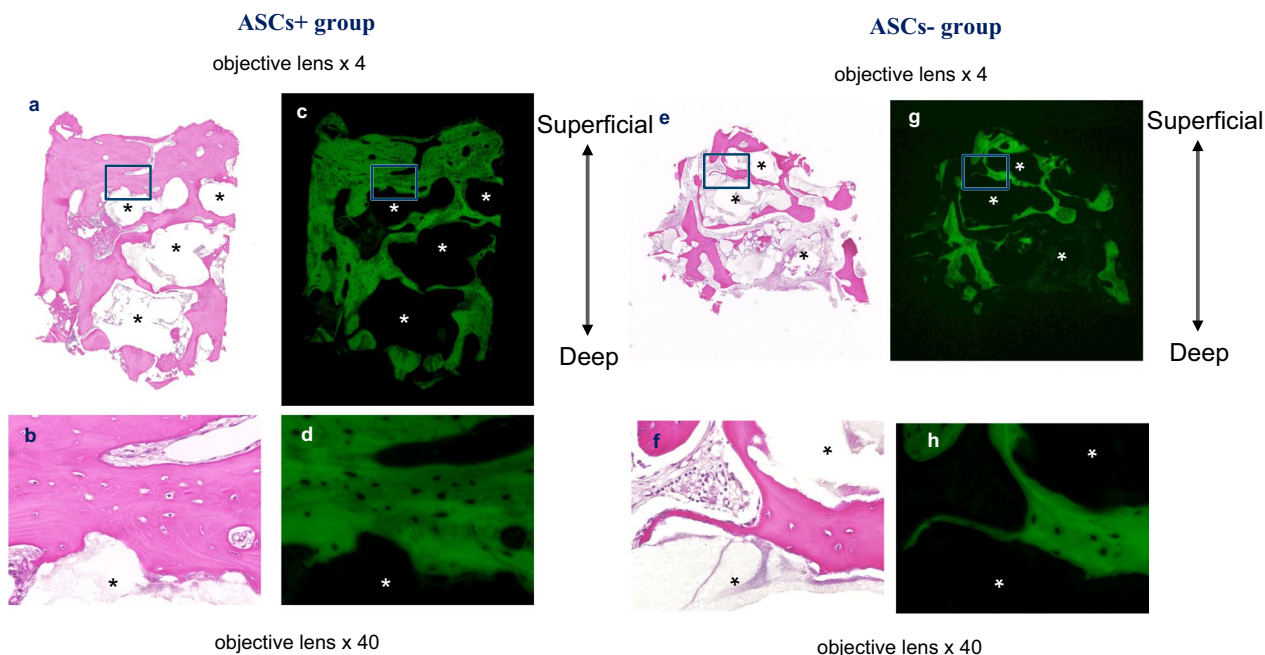 ASCs+ group
objective lens x 4
a
c
*
*
*
*
*
*
*
*
Superficial
Deep
b
d
*
*
objective lens x 40
ASCs- group
objective lens x 4
e
g
*
*
*
*
*
*
Superficial
Deep
f
h
*
*
*
*
objective lens x 40